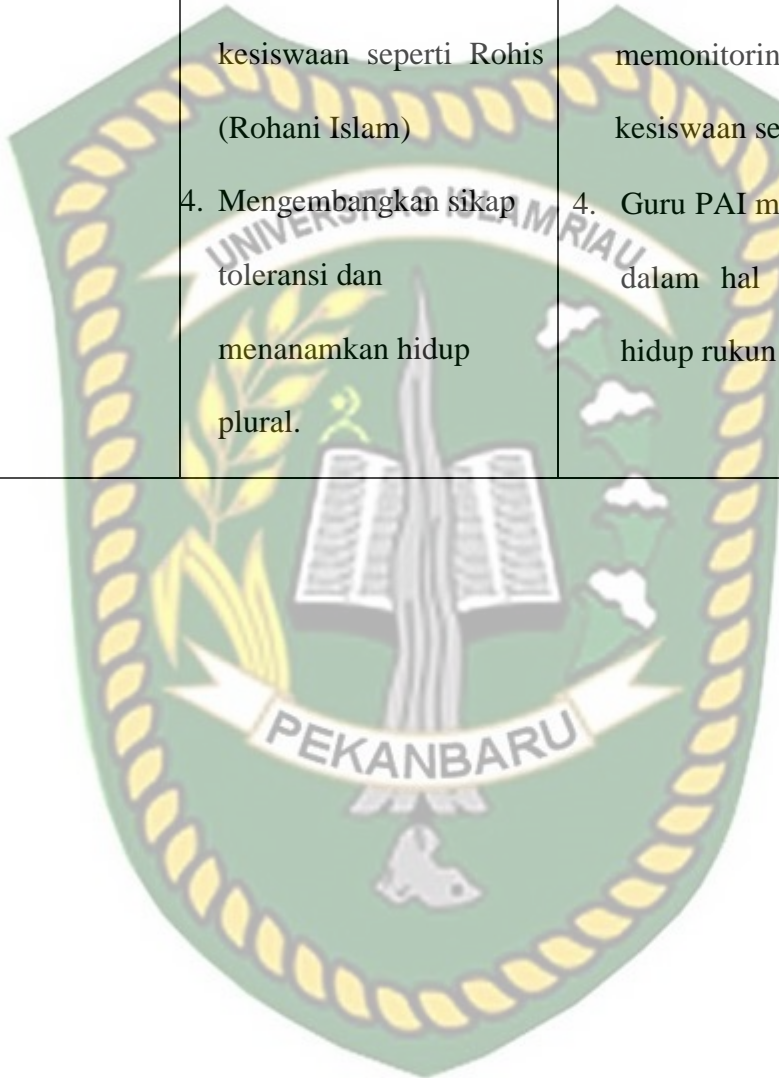 kesiswaan seperti Rohis
(Rohani Islam)
4. Mengembangkan sikap
toleransi dan
menanamkan hidup
plural.
memonitorin
kesiswaan se
4. Guru PAI m
dalam hal
hidup rukun
UNIVERSITAS ISLAM RIAU
PEKANBARU